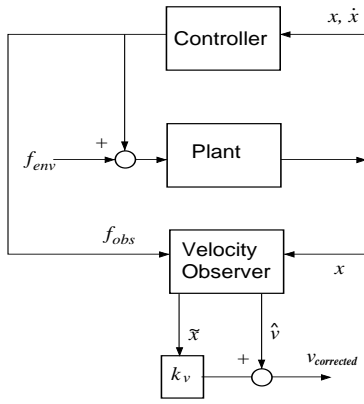 Controller
x, ẋ
+
f_env
Plant
f_obs
Velocity
Observer
x
x̃
v̂
k_v
+
v_corrected